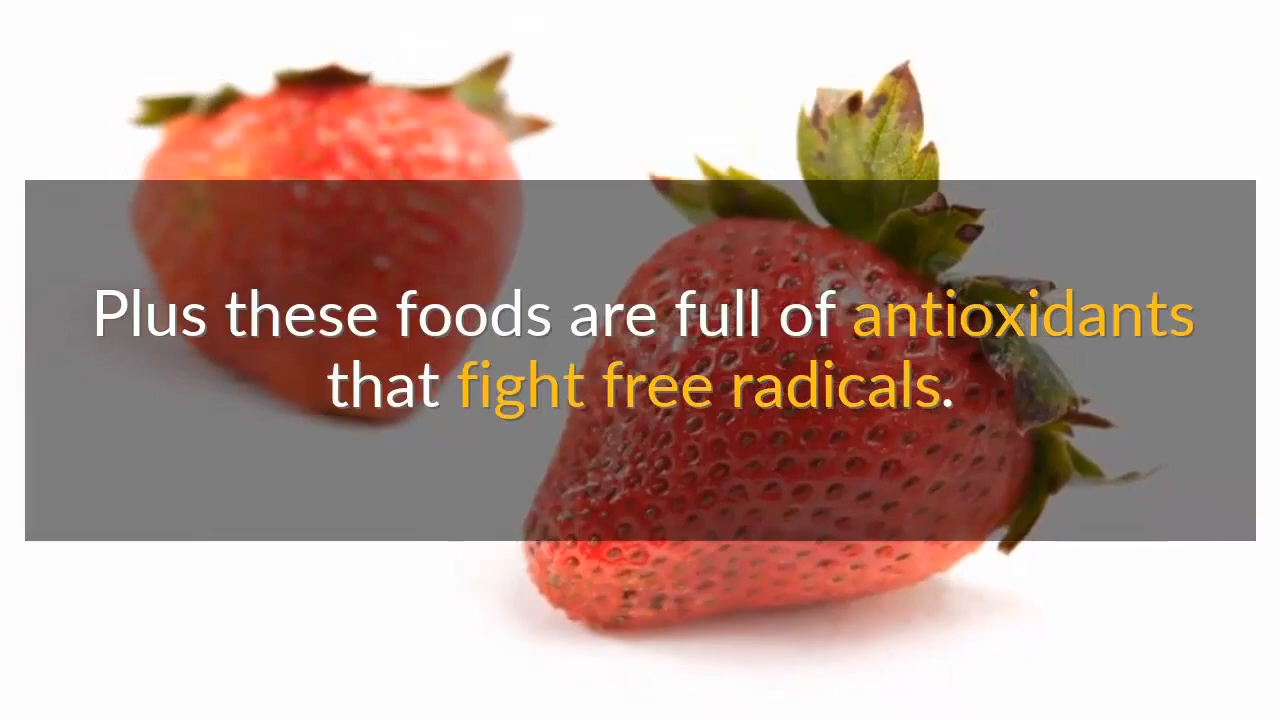 Plus these foods are full of antioxidants
that fight free radicals.